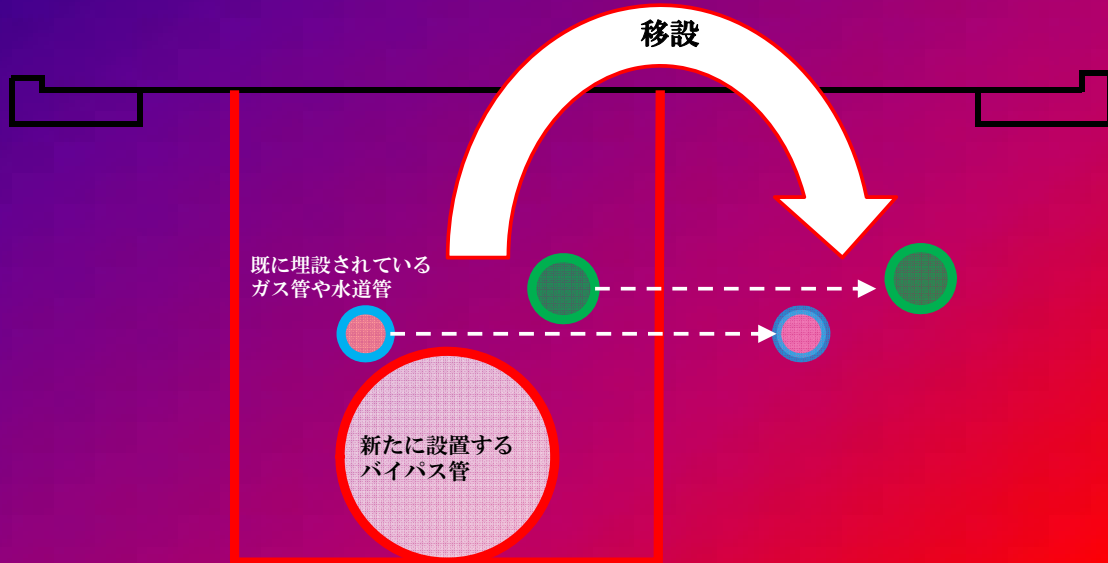 移設
既に埋設されている
ガス管や水道管
新たに設置する
バイパス管